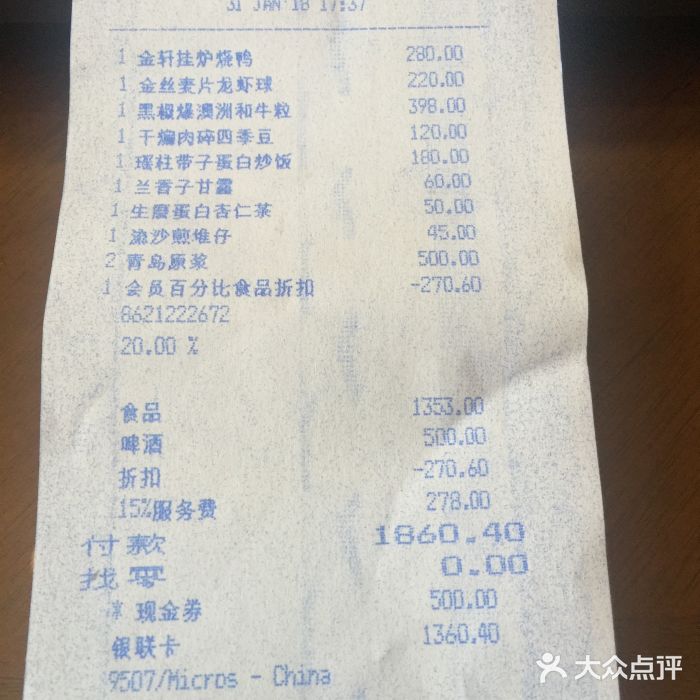 31 JAN'18 17:37
1 金轩挂炉烧鸭 280.00
1 金丝麦片龙虾球 220.00
1 黑椒爆澳洲和牛粒 398.00
1 干煸肉碎四季豆 120.00
1 瑶柱带子蛋白炒饭 180.00
1 兰香子甘露 60.00
1 生磨蛋白杏仁茶 50.00
1 流沙煎堆仔 45.00
2 青岛原浆 500.00
1 会员百分比食品折扣 -270.60
8621222672
20.00 %
食品 1353.00
啤酒 500.00
折扣 -270.60
15%服务费 278.00
付款 1860.40
找零 0.00
现金券 500.00
银联卡 1360.40
9507/Micros - China
大众点评